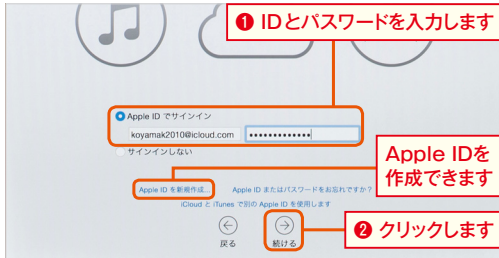 ❶ IDとパスワードを入力します
Apple ID でサインイン
koyamak2010@icloud.com •••••••••••••
サインインしない
Apple IDを
作成できます
Apple ID を新規作成... Apple ID またはパスワードをお忘れですか?
iCloud と iTunes で別の Apple ID を使用します
戻る 続ける
❷ クリックします